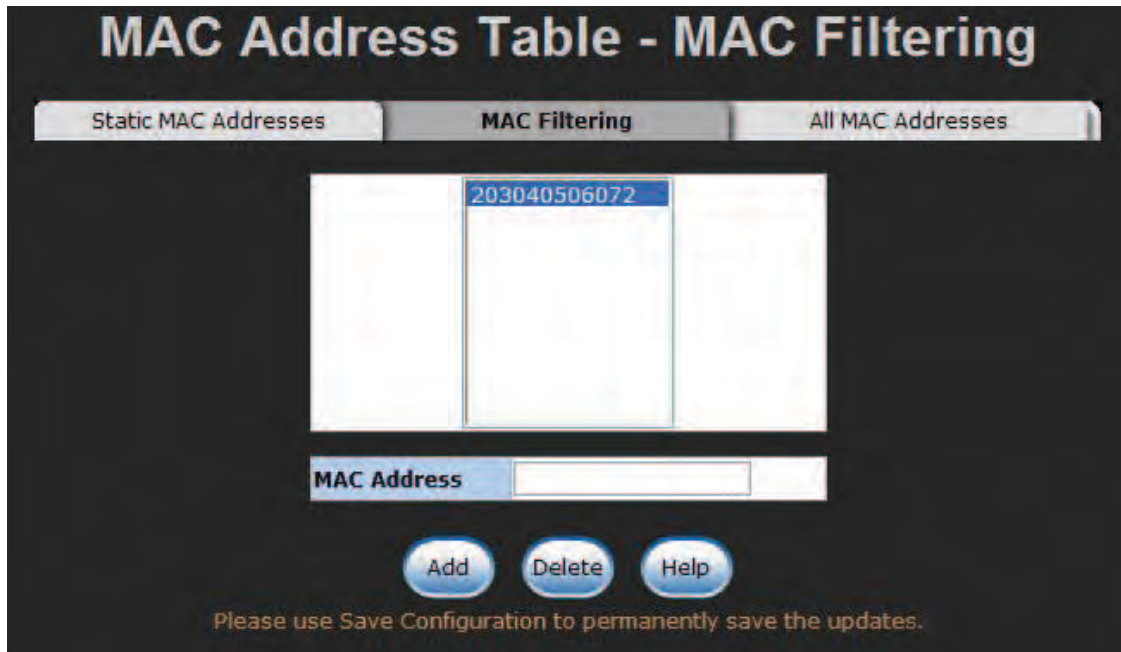 MAC Address Table - MAC Filtering
Static MAC Addresses
MAC Filtering
All MAC Addresses
203040506072
MAC Address
Add
Delete
Help
Please use Save Configuration to permanently save the updates.